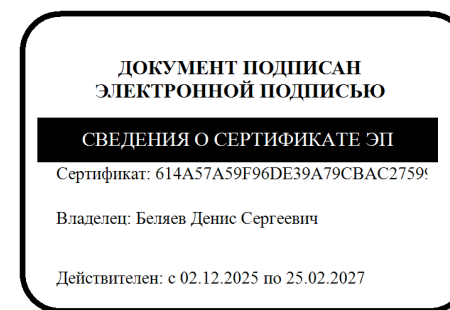 ДОКУМЕНТ ПОДПИСАН
ЭЛЕКТРОННОЙ ПОДПИСЬЮ
СВЕДЕНИЯ О СЕРТИФИКАТЕ ЭП
Сертификат: 614A57A59F96DE39A79CBAC27599
Владелец: Беляев Денис Сергеевич
Действителен: с 02.12.2025 по 25.02.2027